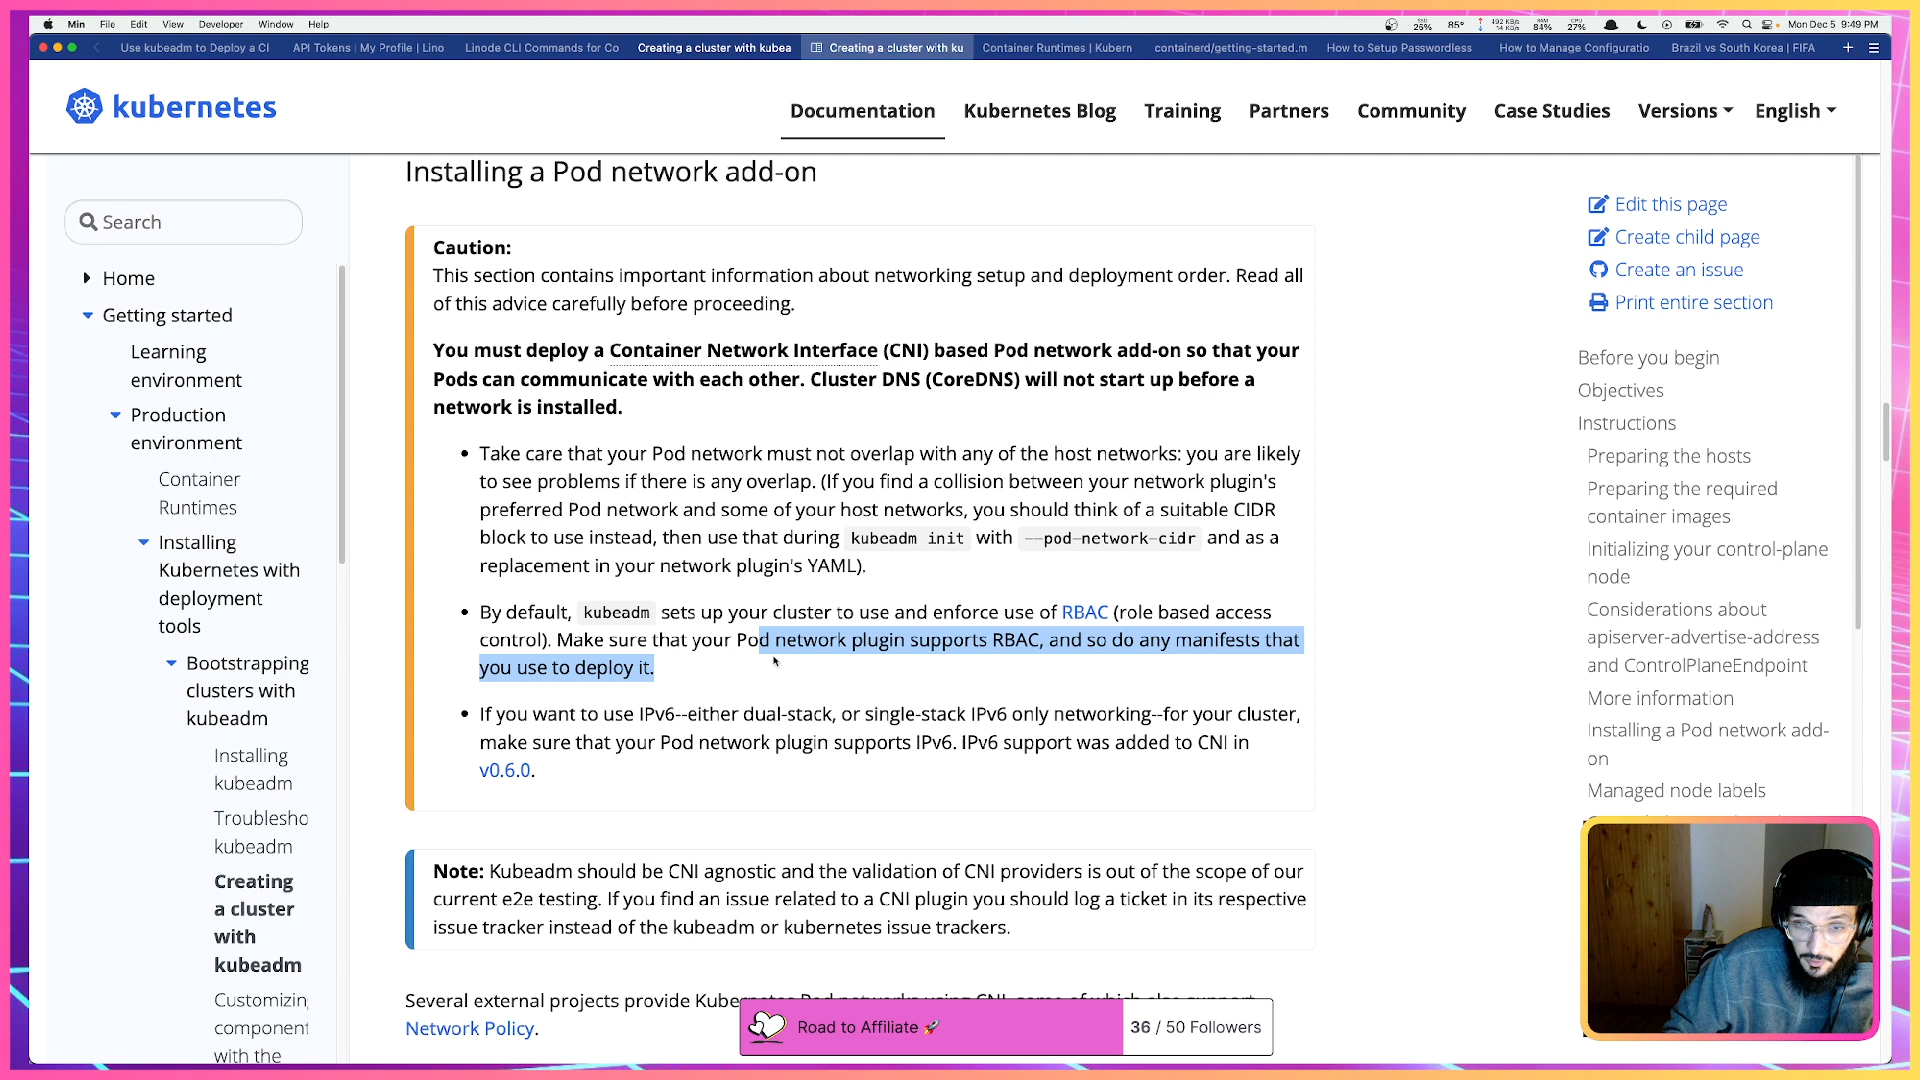 Min File Edit View Developer Window Help
26% 85° 84% 27% Mon Dec 5 9:49 PM
Use kubeadm to Deploy a Cl API Tokens | My Profile | Lino Linode CLI Commands for Co Creating a cluster with kubea Creating a cluster with ku Container Runtimes | Kubern containerd/getting-started.m How to Setup Passwordless How to Manage Configuratio Brazil vs South Korea | FIFA
kubernetes
Documentation Kubernetes Blog Training Partners Community Case Studies Versions English
Search
Home
Getting started
Learning
environment
Production
environment
Container
Runtimes
Installing
Kubernetes with
deployment
tools
Bootstrapping
clusters with
kubeadm
Installing
kubeadm
Troublesho
kubeadm
Creating
a cluster
with
kubeadm
Customizin
component
with the
Installing a Pod network add-on
Caution:
This section contains important information about networking setup and deployment order. Read all
of this advice carefully before proceeding.
You must deploy a Container Network Interface (CNI) based Pod network add-on so that your
Pods can communicate with each other. Cluster DNS (CoreDNS) will not start up before a
network is installed.
• Take care that your Pod network must not overlap with any of the host networks: you are likely
to see problems if there is any overlap. (If you find a collision between your network plugin's
preferred Pod network and some of your host networks, you should think of a suitable CIDR
block to use instead, then use that during kubeadm init with --pod-network-cidr and as a
replacement in your network plugin's YAML).
• By default, kubeadm sets up your cluster to use and enforce use of RBAC (role based access
control). Make sure that your Pod network plugin supports RBAC, and so do any manifests that
you use to deploy it.
• If you want to use IPv6--either dual-stack, or single-stack IPv6 only networking--for your cluster,
make sure that your Pod network plugin supports IPv6. IPv6 support was added to CNI in
v0.6.0.
Note: Kubeadm should be CNI agnostic and the validation of CNI providers is out of the scope of our
current e2e testing. If you find an issue related to a CNI plugin you should log a ticket in its respective
issue tracker instead of the kubeadm or kubernetes issue trackers.
Several external projects provide
Network Policy.
Road to Affiliate 🚀 36 / 50 Followers
Edit this page
Create child page
Create an issue
Print entire section
Before you begin
Objectives
Instructions
Preparing the hosts
Preparing the required
container images
Initializing your control-plane
node
Considerations about
apiserver-advertise-address
and ControlPlaneEndpoint
More information
Installing a Pod network add-
on
Managed node labels